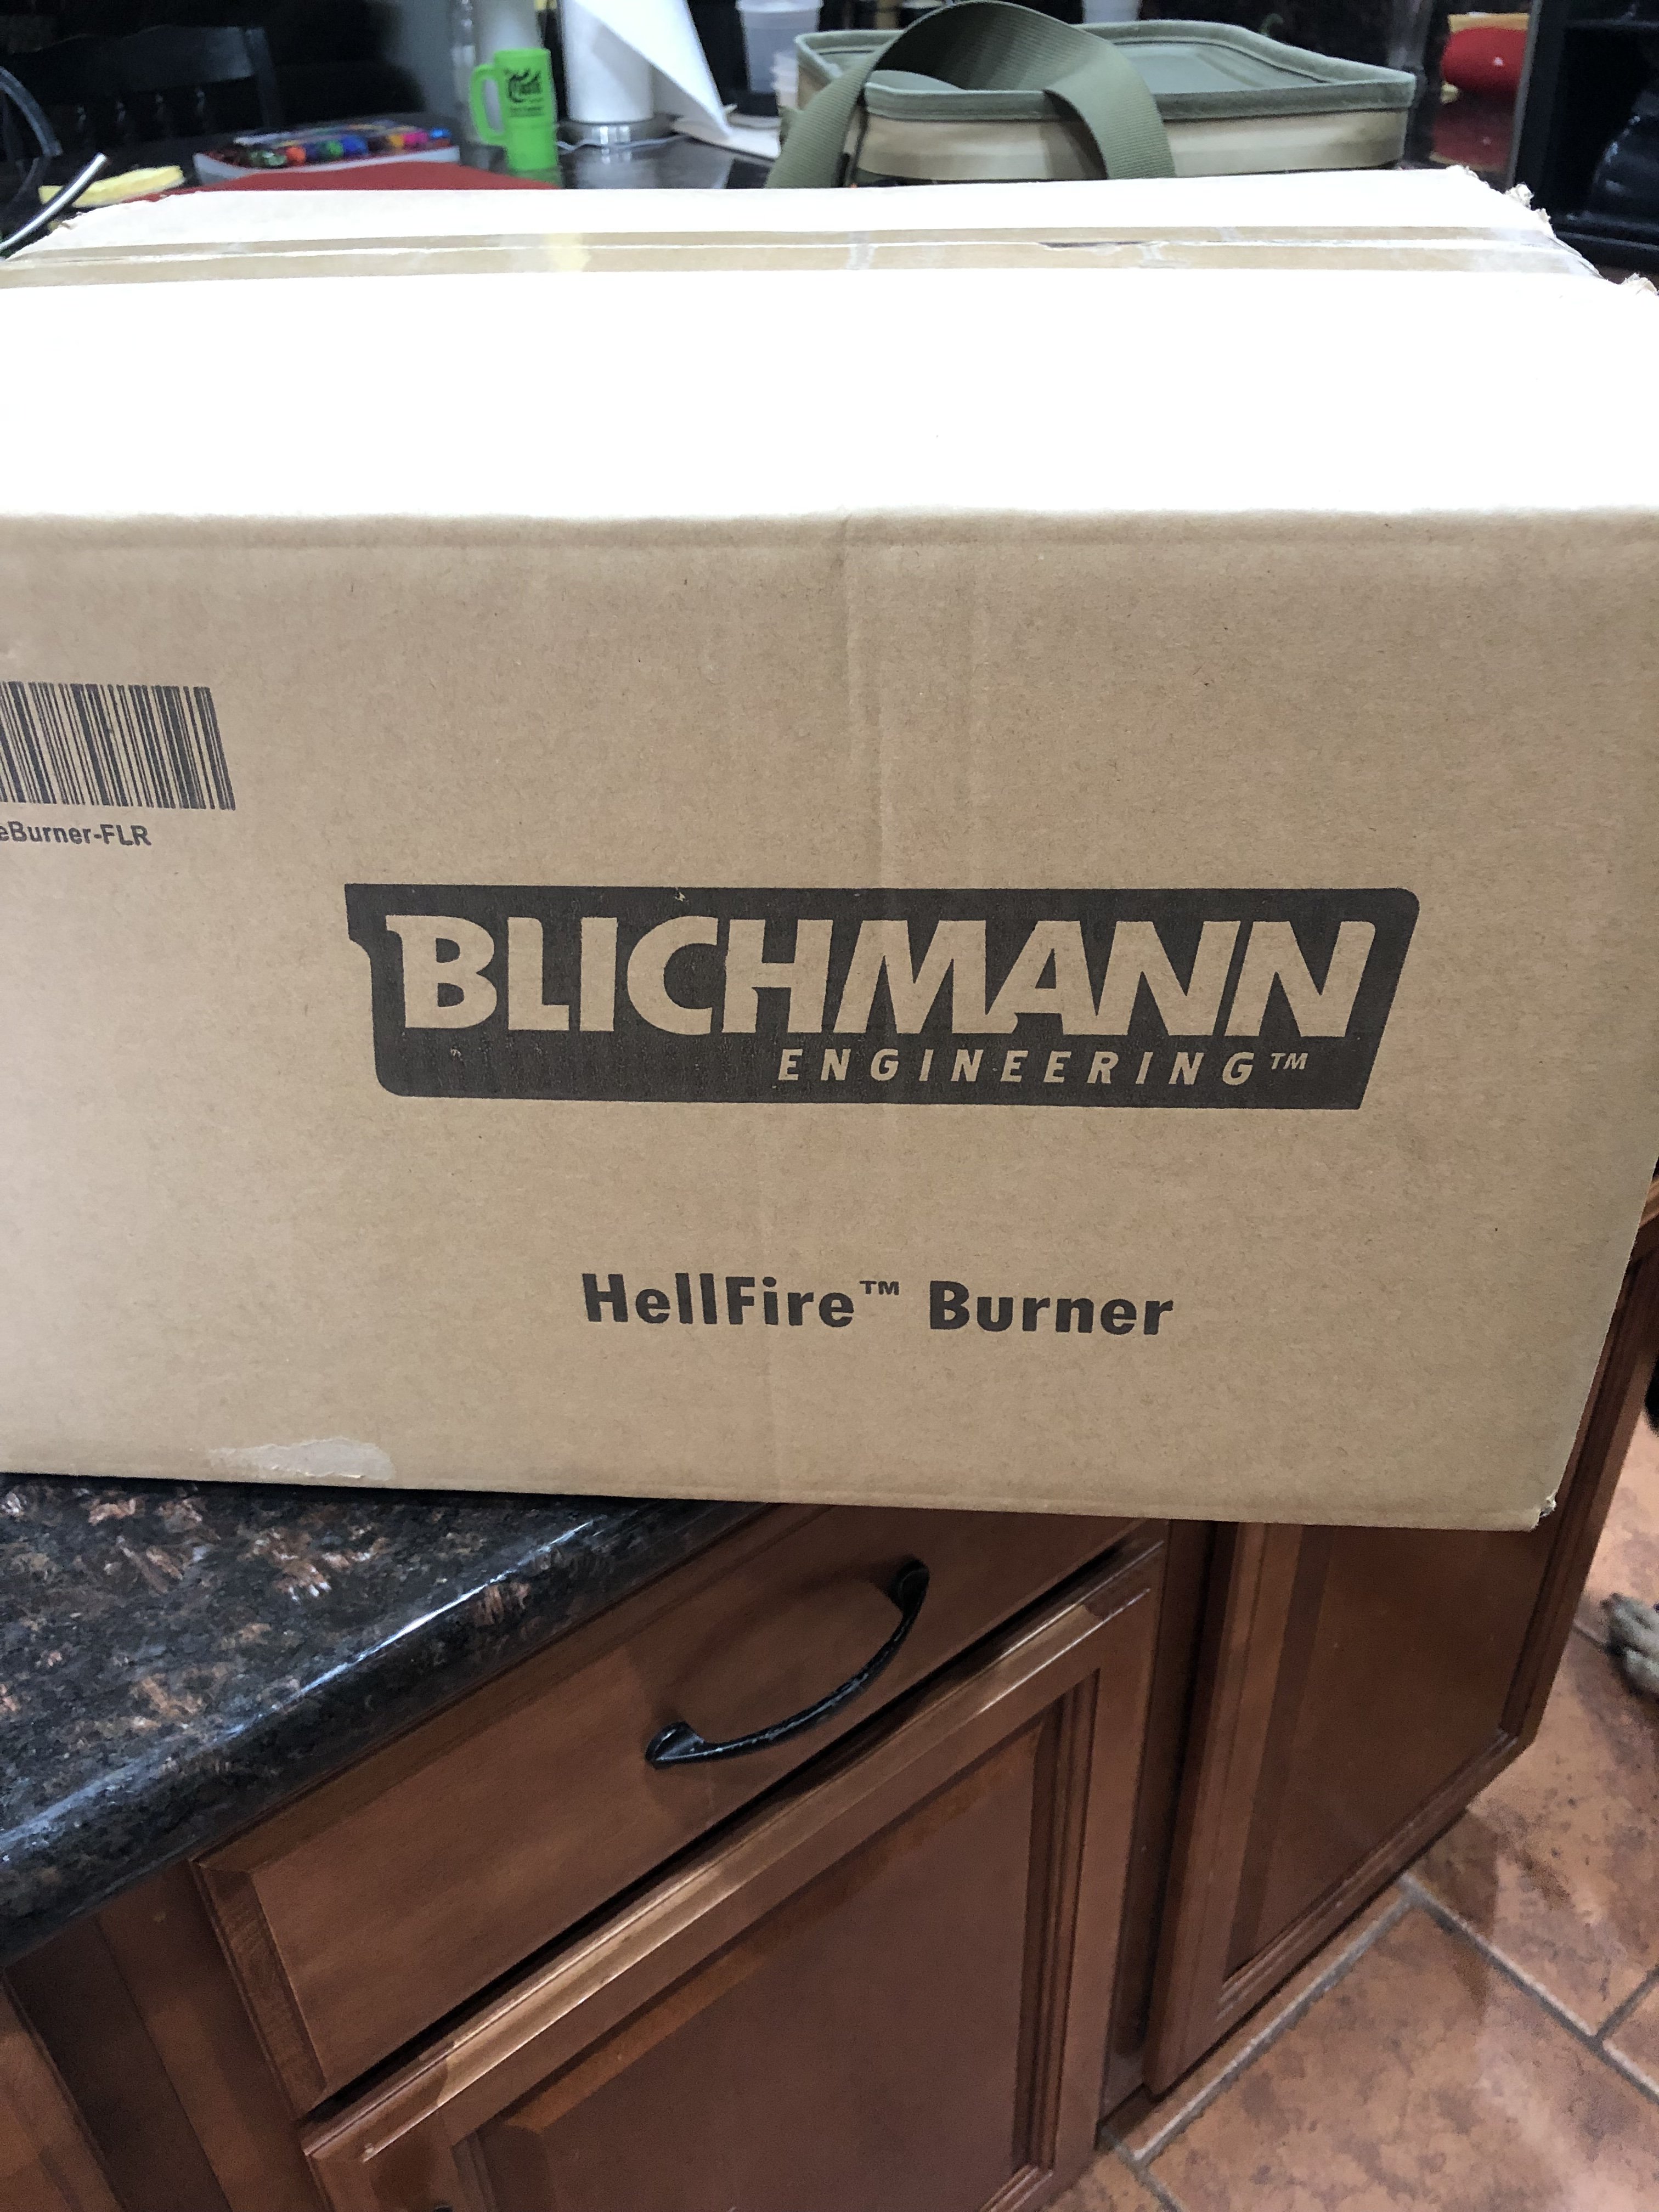 eBurner-FLR
BLICHMANN
ENGINEERING™
HellFire™ Burner